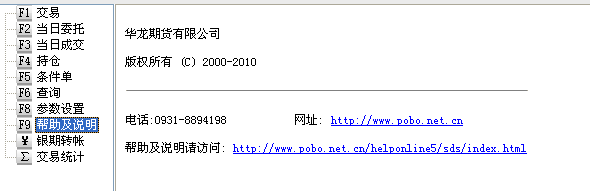 F1 交易
F2 当日委托
F3 当日成交
F4 持仓
F5 条件单
F6 查询
F8 参数设置
F9 帮助及说明
¥ 银期转帐
Σ 交易统计
华龙期货有限公司
版权所有 (C) 2000-2010
电话:0931-8894198 网址: http://www.pobo.net.cn
帮助及说明请访问: http://www.pobo.net.cn/helponline5/sds/index.html